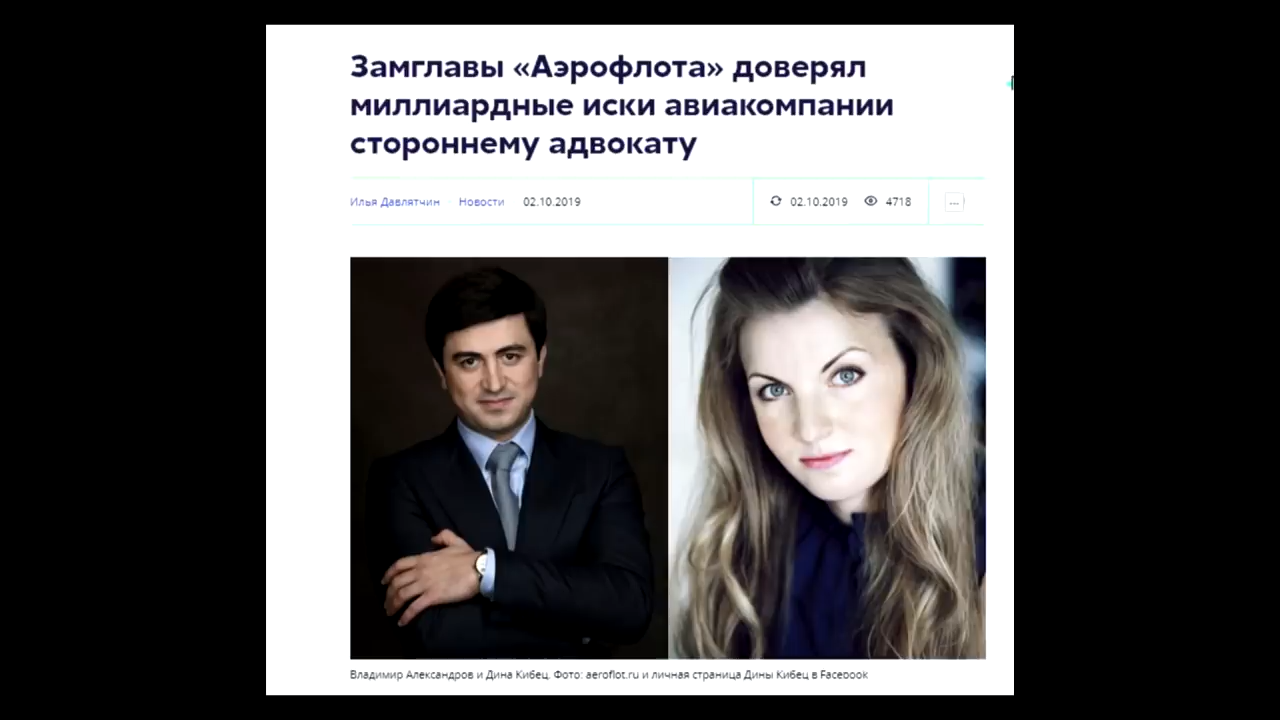 Замглавы «Аэрофлота» доверял
миллиардные иски авиакомпании
стороннему адвокату
Илья Давлятчин Новости 02.10.2019 02.10.2019 4718 ...
Владимир Александров и Дина Кибец. Фото: aeroflot.ru и личная страница Дины Кибец в Facebook